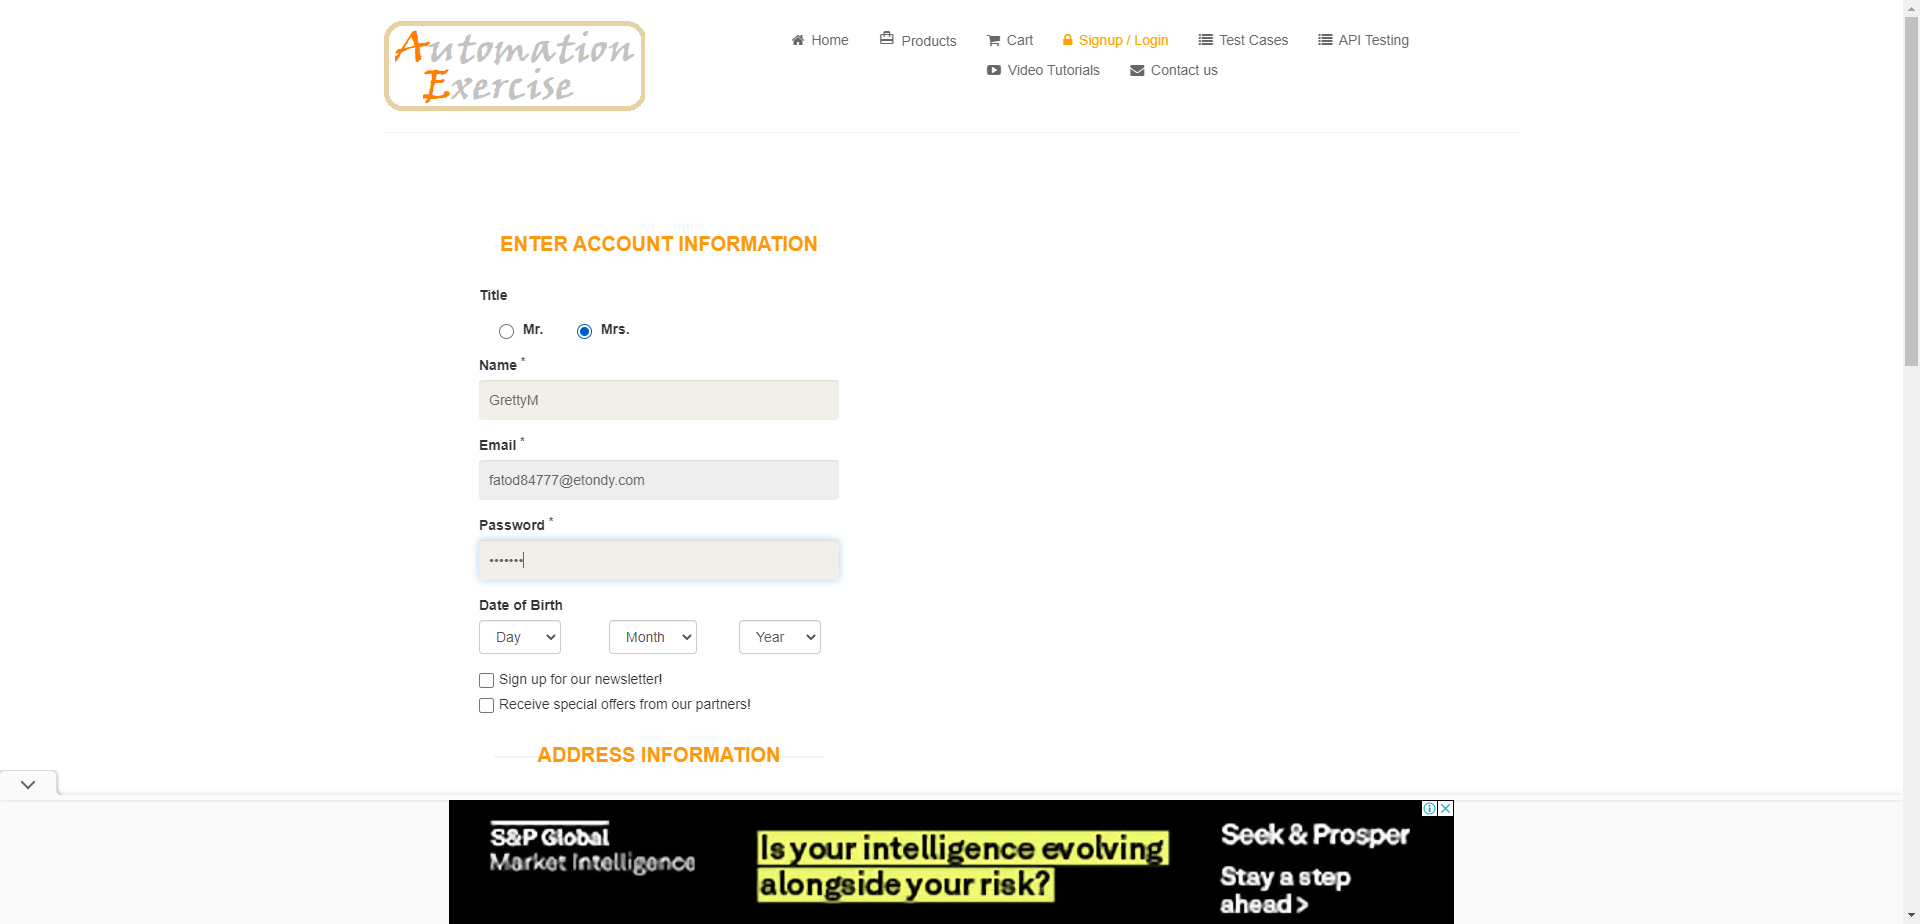 Automation
Exercise
Home
Products
Cart
Signup / Login
Test Cases
API Testing
Video Tutorials
Contact us
ENTER ACCOUNT INFORMATION
Title
Mr.
Mrs.
Name *
GrettyM
Email *
fatod84777@etondy.com
Password *
•••••••
Date of Birth
Day
Month
Year
Sign up for our newsletter!
Receive special offers from our partners!
ADDRESS INFORMATION
S&P Global
Market Intelligence
Is your intelligence evolving
alongside your risk?
Seek & Prosper
Stay a step
ahead >